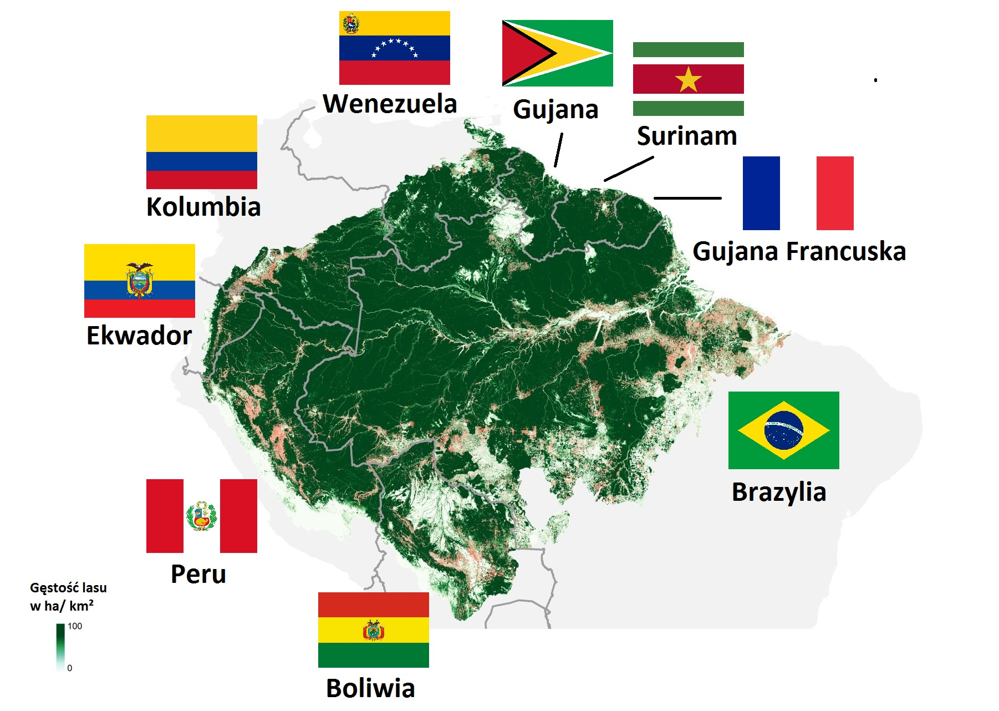 Wenezuela
Gujana
Surinam
Kolumbia
Gujana Francuska
Ekwador
Brazylia
Peru
Gęstość lasu
w ha/ km²
100
0
Boliwia